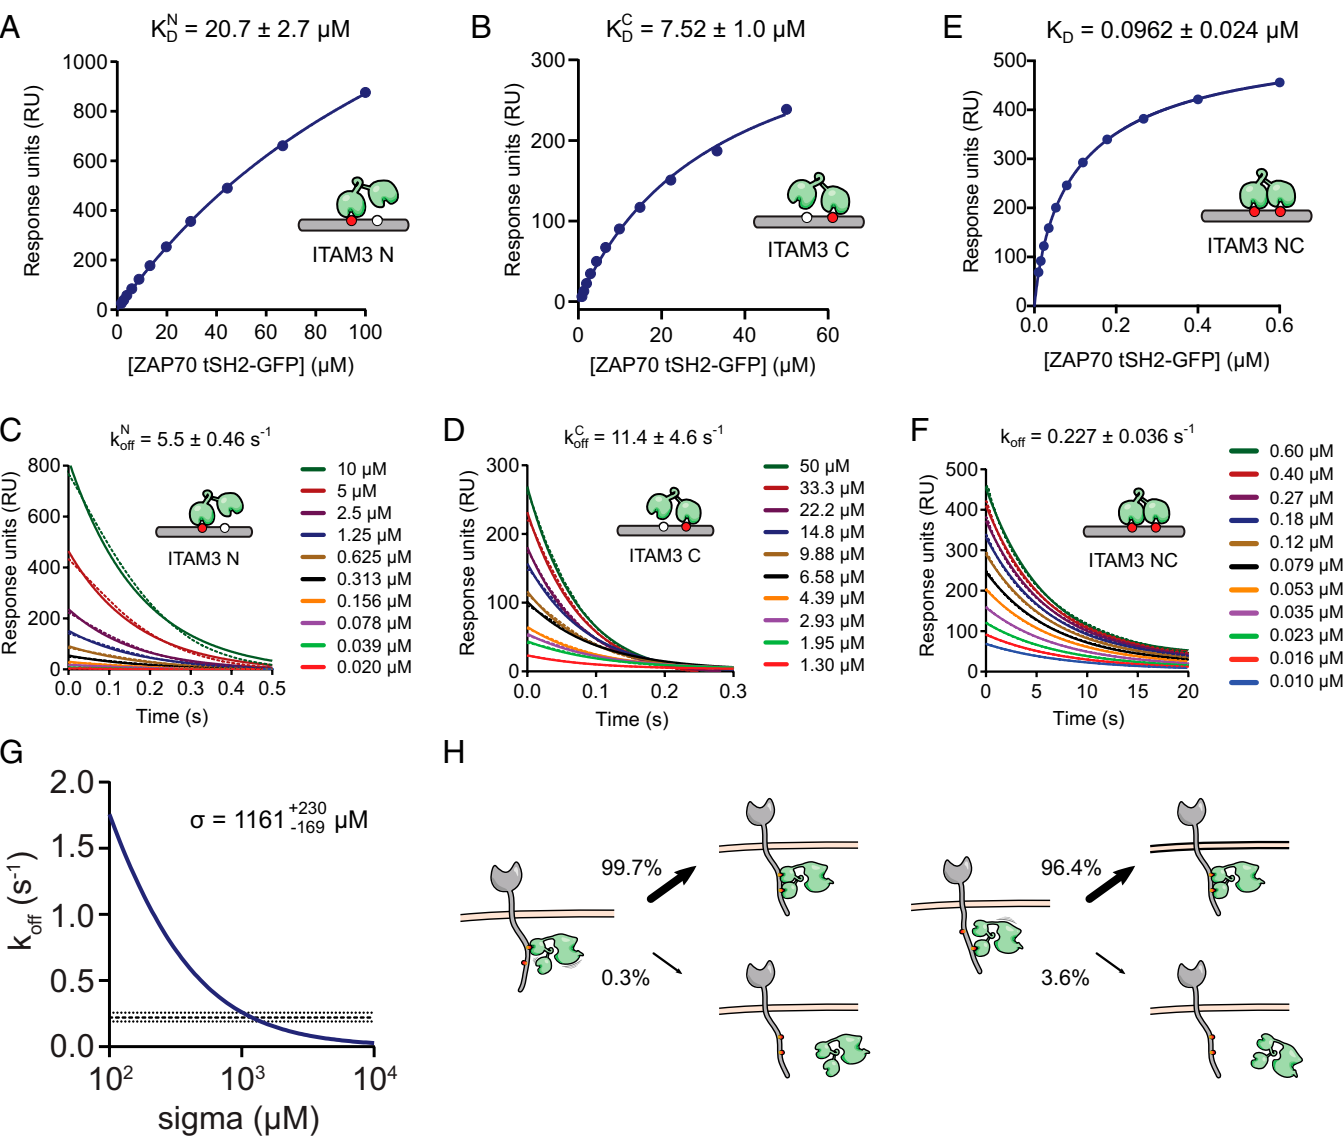 A
K_D^N = 20.7 ± 2.7 µM
1000
800
600
400
200
0
Response units (RU)
0 20 40 60 80 100
[ZAP70 tSH2-GFP] (µM)
ITAM3 N
B
K_D^C = 7.52 ± 1.0 µM
300
200
100
0
Response units (RU)
0 20 40 60
[ZAP70 tSH2-GFP] (µM)
ITAM3 C
E
K_D = 0.0962 ± 0.024 µM
500
400
300
200
100
0
Response units (RU)
0.0 0.2 0.4 0.6
[ZAP70 tSH2-GFP] (µM)
ITAM3 NC
C
k_off^N = 5.5 ± 0.46 s⁻¹
800
600
400
200
0
Response units (RU)
0.0 0.1 0.2 0.3 0.4 0.5
Time (s)
ITAM3 N
10 µM
5 µM
2.5 µM
1.25 µM
0.625 µM
0.313 µM
0.156 µM
0.078 µM
0.039 µM
0.020 µM
D
k_off^C = 11.4 ± 4.6 s⁻¹
300
200
100
0
Response units (RU)
0.0 0.1 0.2 0.3
Time (s)
ITAM3 C
50 µM
33.3 µM
22.2 µM
14.8 µM
9.88 µM
6.58 µM
4.39 µM
2.93 µM
1.95 µM
1.30 µM
F
k_off = 0.227 ± 0.036 s⁻¹
500
400
300
200
100
0
Response units (RU)
0 5 10 15 20
Time (s)
ITAM3 NC
0.60 µM
0.40 µM
0.27 µM
0.18 µM
0.12 µM
0.079 µM
0.053 µM
0.035 µM
0.023 µM
0.016 µM
0.010 µM
G
2.0
1.5
1.0
0.5
0.0
k_off (s⁻¹)
σ = 1161 +230 -169 µM
10² 10³ 10⁴
sigma (µM)
H
99.7%
0.3%
96.4%
3.6%